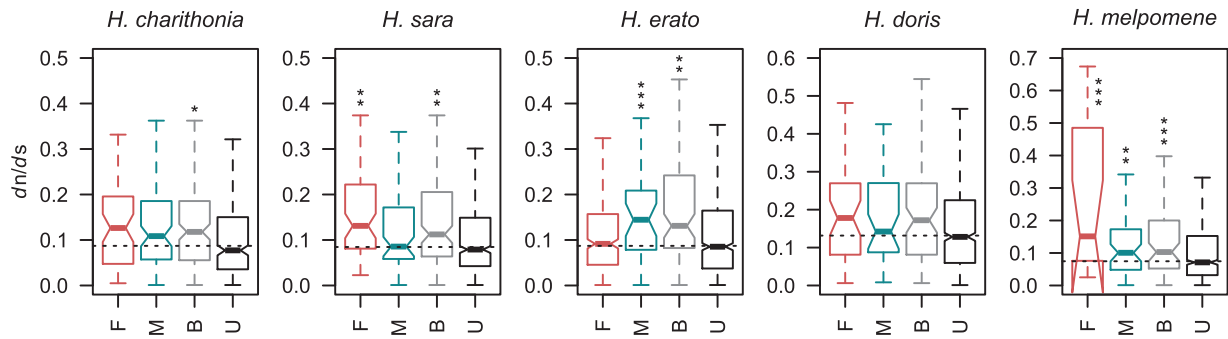 H. charithonia H. sara H. erato H. doris H. melpomene
dn/ds
0.5 0.4 0.3 0.2 0.1 0.0
*
F M B U
0.5 0.4 0.3 0.2 0.1 0.0
** **
F M B U
0.5 0.4 0.3 0.2 0.1 0.0
*** **
F M B U
0.6 0.5 0.4 0.3 0.2 0.1 0.0
F M B U
0.7 0.6 0.5 0.4 0.3 0.2 0.1 0.0
*** ** ***
F M B U